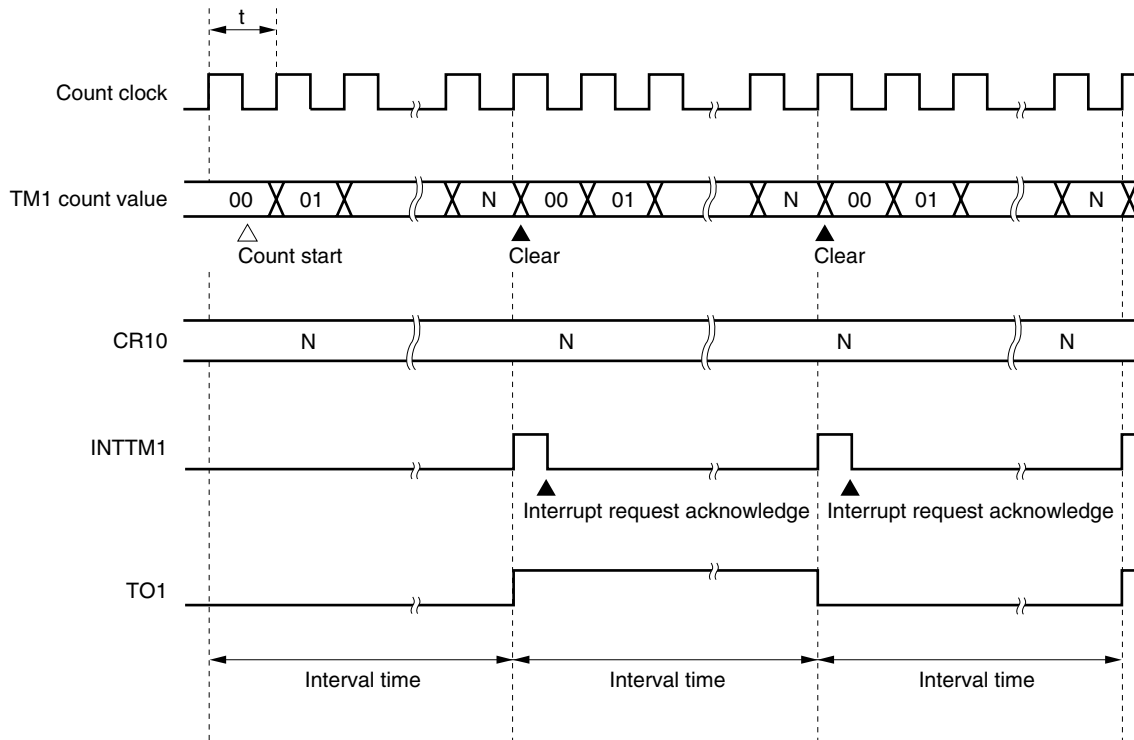 t
Count clock
TM1 count value 00 01 N 00 01 N 00 01 N
Count start Clear Clear
CR10 N N N N
INTTM1
Interrupt request acknowledge Interrupt request acknowledge
TO1
Interval time Interval time Interval time